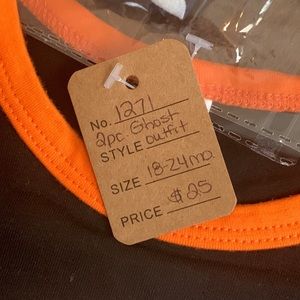 No. 1271
2pc. Ghost
STYLE Outfit
SIZE 18-24mo.
PRICE $25